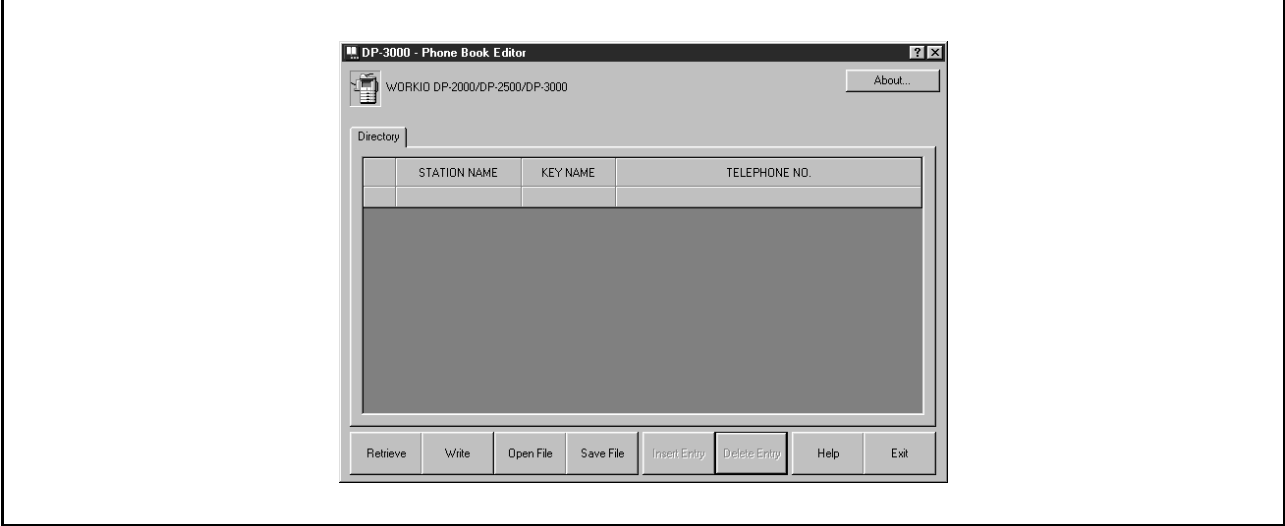 DP-3000 - Phone Book Editor
About...
WORKIO DP-2000/DP-2500/DP-3000
Directory
STATION NAME KEY NAME TELEPHONE NO.
Retrieve Write Open File Save File Insert Entry Delete Entry Help Exit